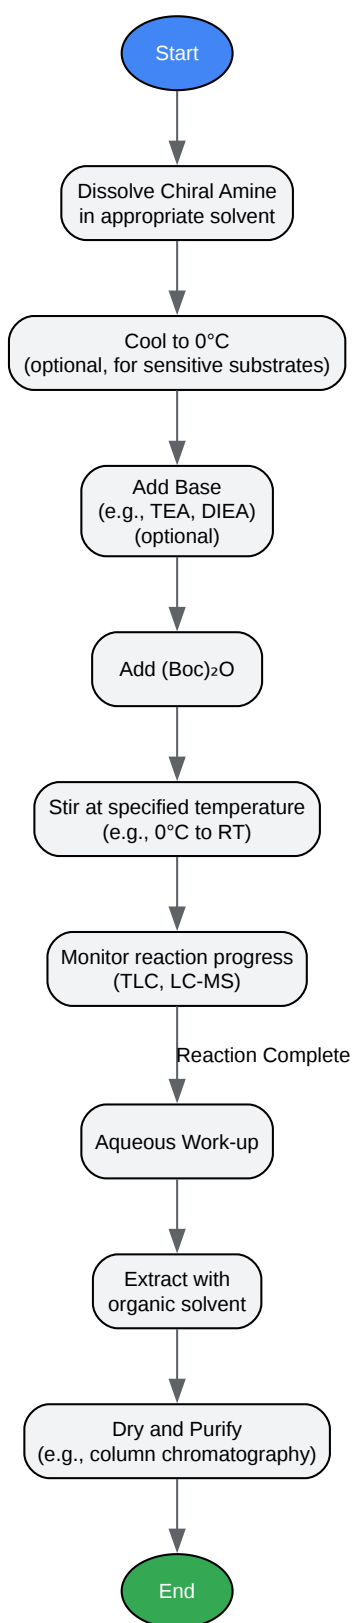 Start
Dissolve Chiral Amine
in appropriate solvent
Cool to 0°C
(optional, for sensitive substrates)
Add Base
(e.g., TEA, DIEA)
(optional)
Add (Boc)₂O
Stir at specified temperature
(e.g., 0°C to RT)
Monitor reaction progress
(TLC, LC-MS)
Reaction Complete
Aqueous Work-up
Extract with
organic solvent
Dry and Purify
(e.g., column chromatography)
End